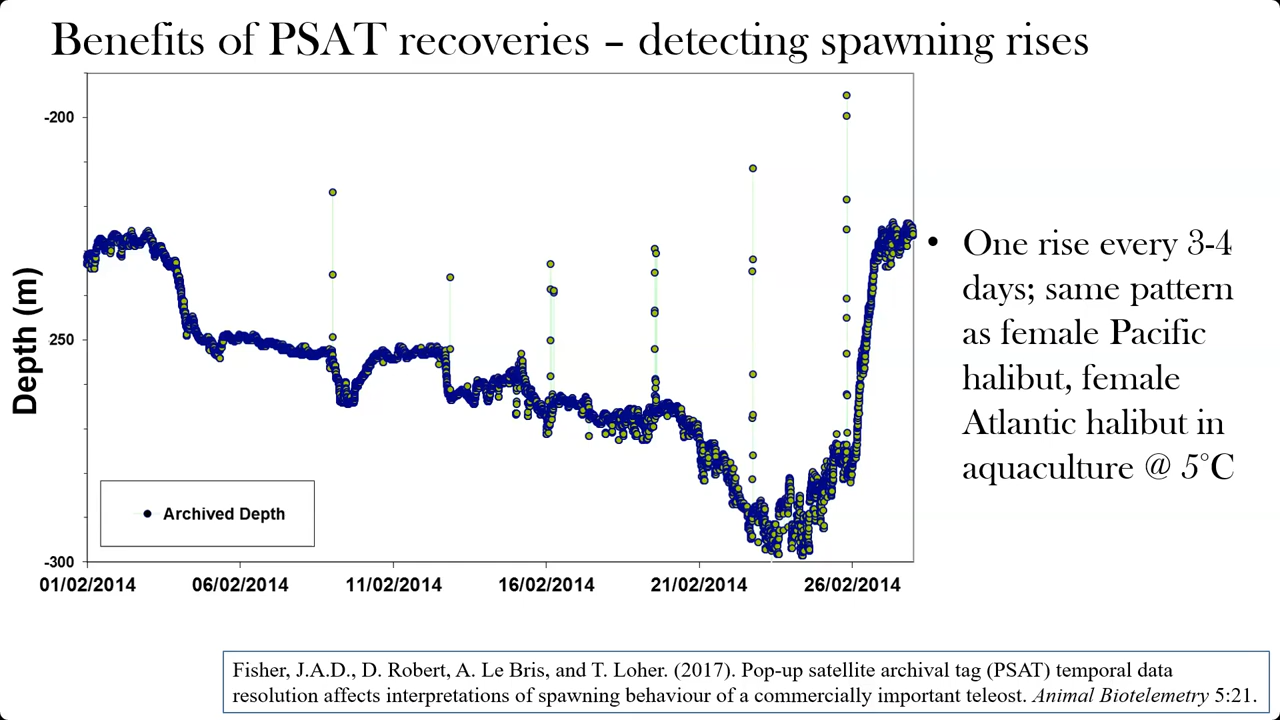 Benefits of PSAT recoveries – detecting spawning rises
-200
250
-300
Depth (m)
Archived Depth
01/02/2014 06/02/2014 11/02/2014 16/02/2014 21/02/2014 26/02/2014
• One rise every 3-4
days; same pattern
as female Pacific
halibut, female
Atlantic halibut in
aquaculture @ 5°C
Fisher, J.A.D., D. Robert, A. Le Bris, and T. Loher. (2017). Pop-up satellite archival tag (PSAT) temporal data
resolution affects interpretations of spawning behaviour of a commercially important teleost. Animal Biotelemetry 5:21.